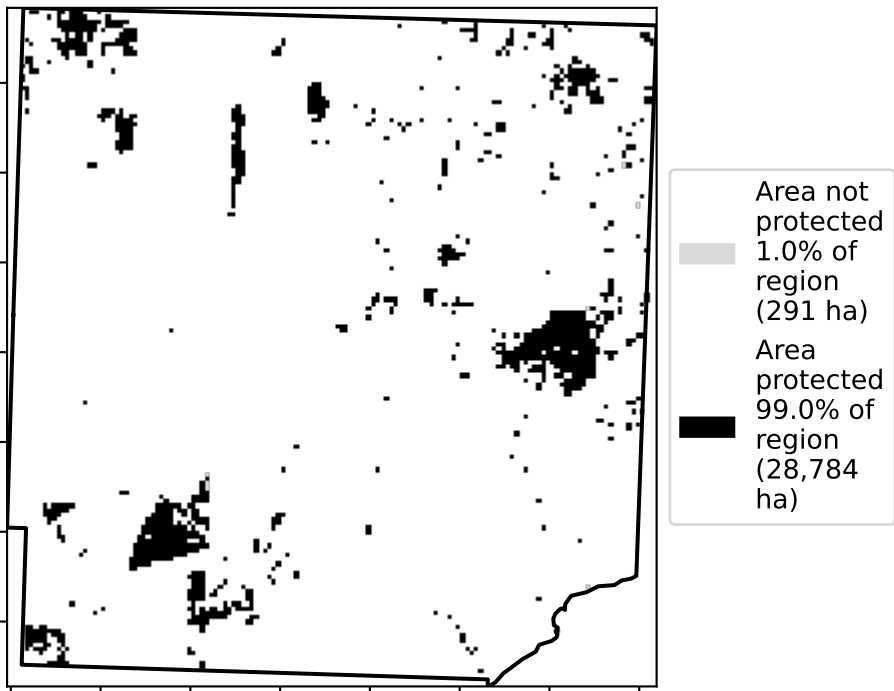 Area not
protected
1.0% of
region
(291 ha)
Area
protected
99.0% of
region
(28,784
ha)